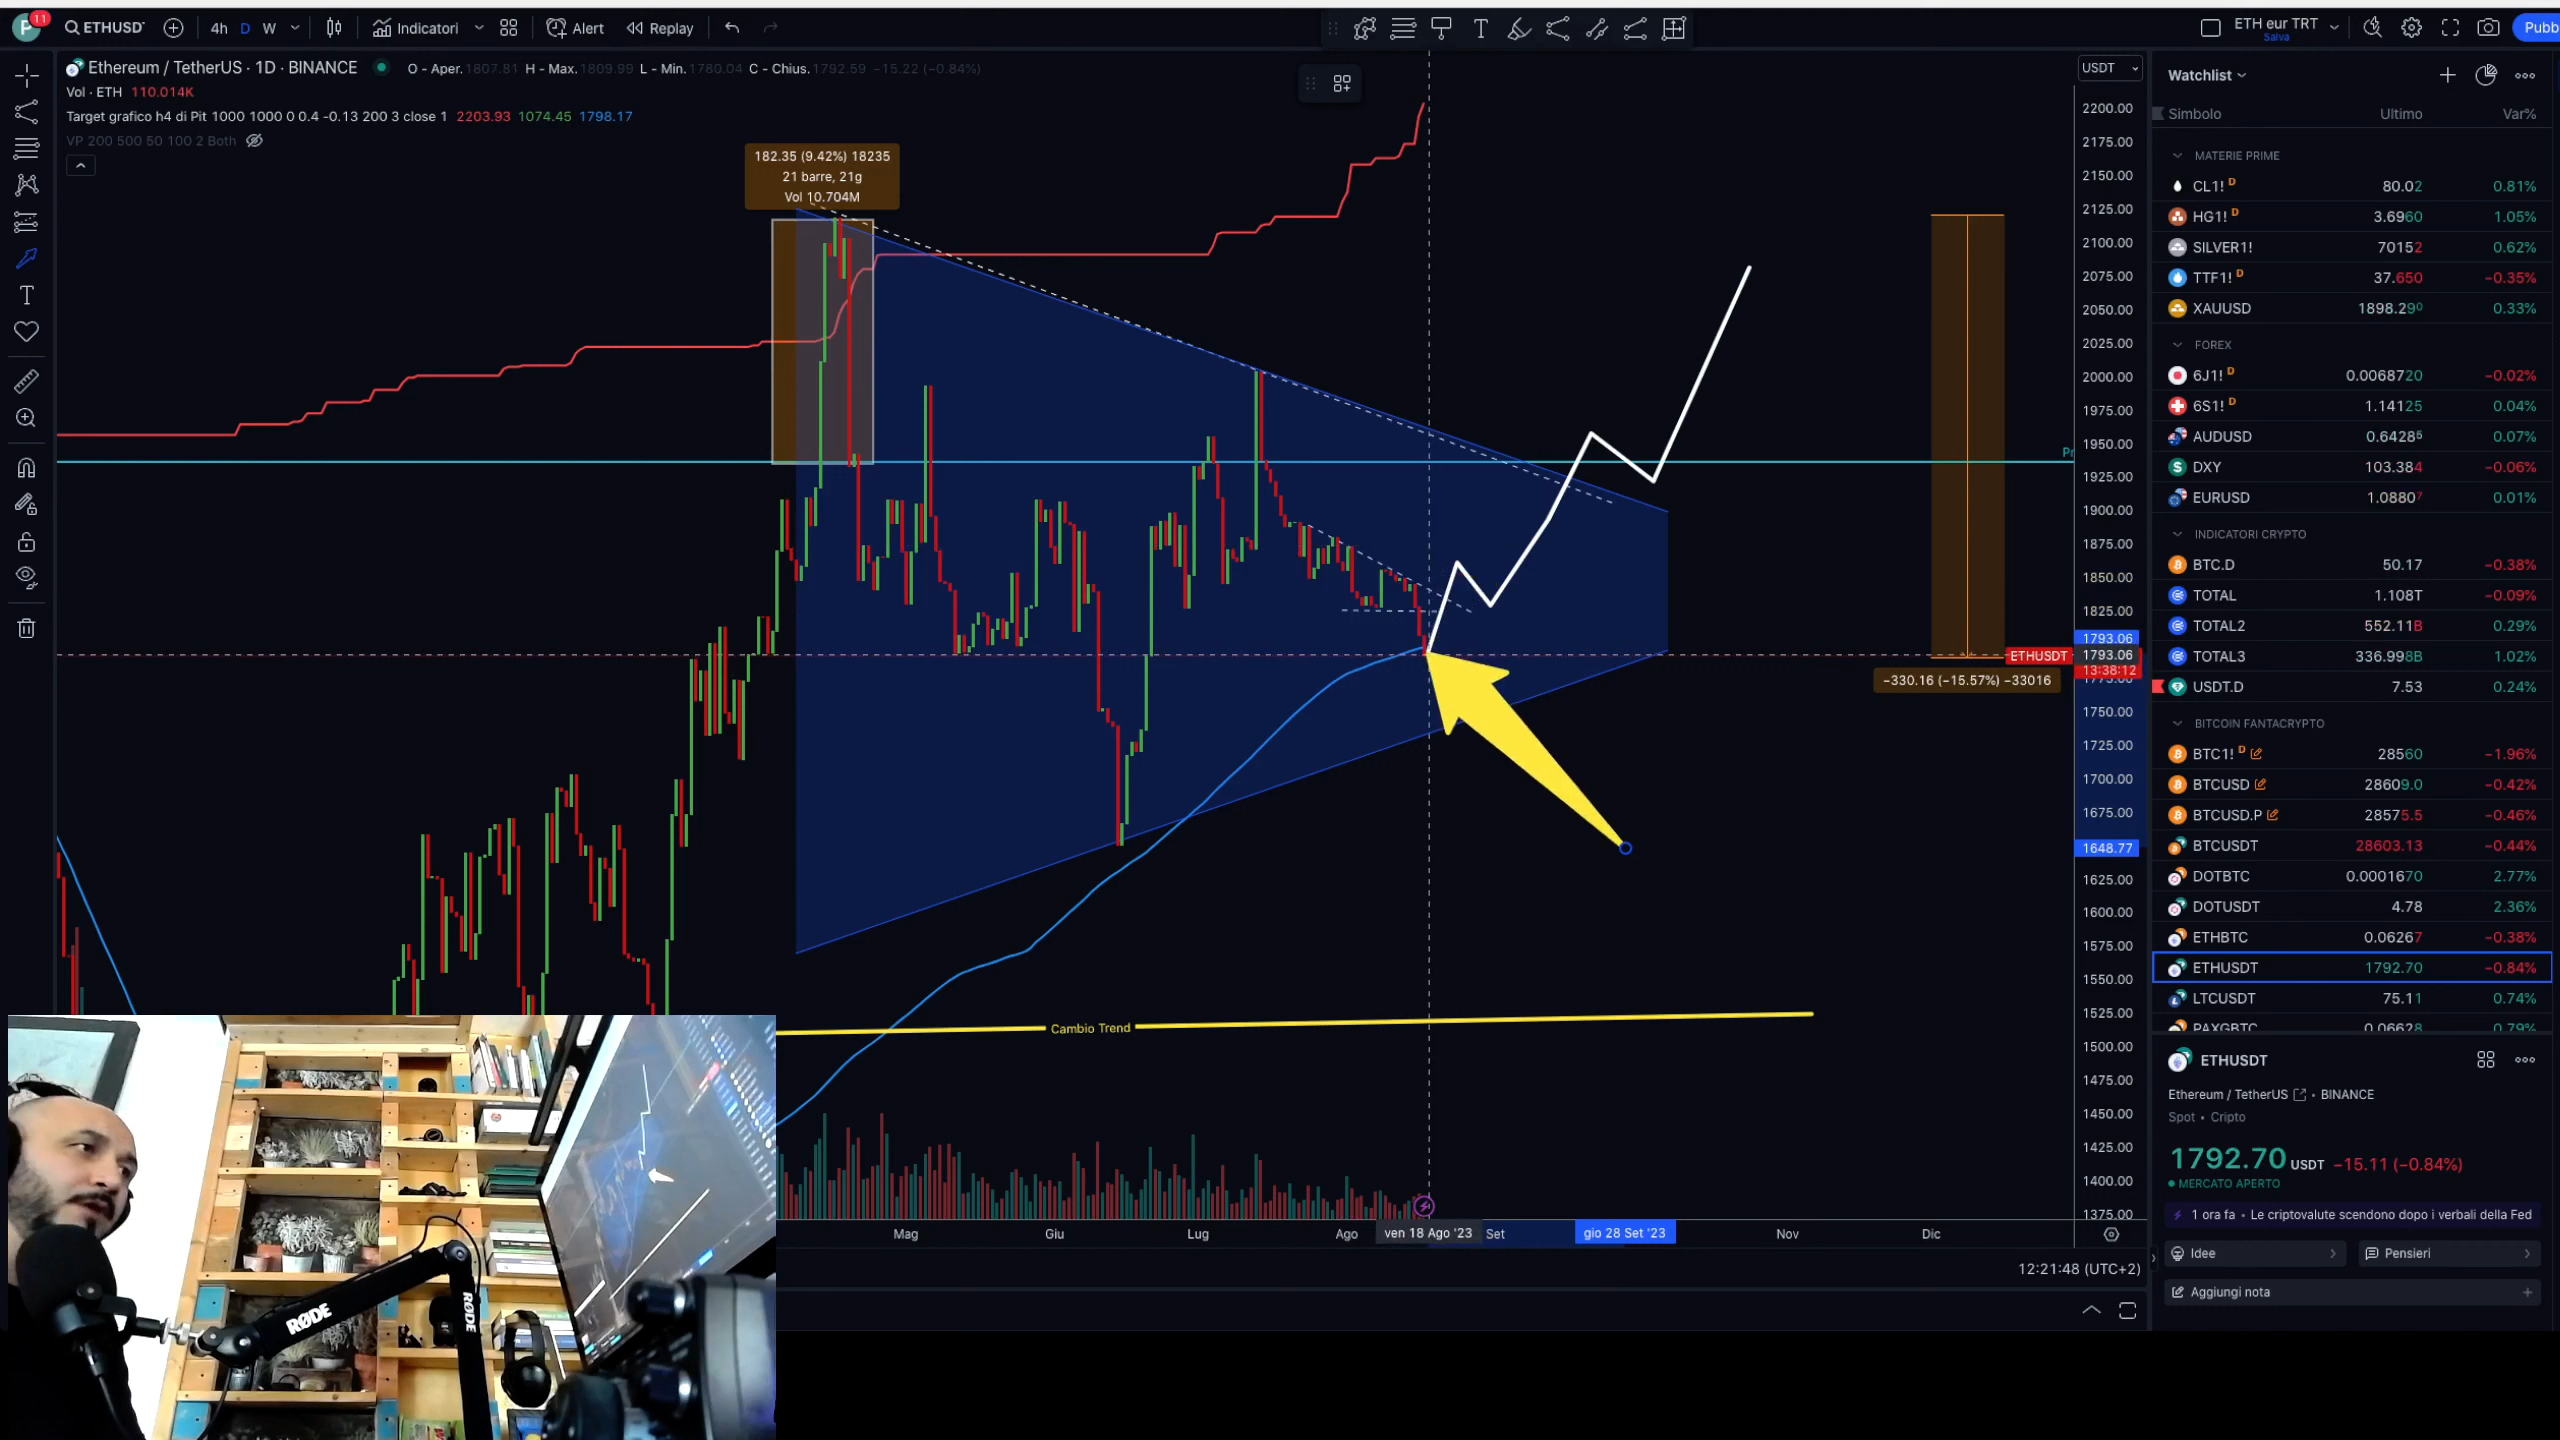 P 11 ETHUSDT 4h D W Indicatori Alert Replay ETH eur TRT Salva Pubb
Ethereum / TetherUS · 1D · BINANCE O - Aper. 1807.81 H - Max. 1809.99 L - Min. 1780.04 C - Chius. 1792.59 −15.22 (−0.84%)
Vol · ETH 110.014K
Target grafico h4 di Pit 1000 1000 0 0.4 -0.13 200 3 close 1 2203.93 1074.45 1798.17
VP 200 500 50 100 2 Both
182.35 (9.42%) 18235
21 barre, 21g
Vol 10.704M
−330.16 (−15.57%) −33016
Cambio Trend
Pr
USDT
2200.00
2175.00
2150.00
2125.00
2100.00
2075.00
2050.00
2025.00
2000.00
1975.00
1950.00
1925.00
1900.00
1875.00
1850.00
1825.00
1793.06
ETHUSDT 1793.06
13:38:12
1775.00
1750.00
1725.00
1700.00
1675.00
1648.77
1625.00
1600.00
1575.00
1550.00
1525.00
1500.00
1475.00
1450.00
1425.00
1400.00
1375.00
Mag Giu Lug Ago ven 18 Ago '23 Set gio 28 Set '23 Nov Dic
12:21:48 (UTC+2)
RØDE
RØDE
Watchlist
Simbolo Ultimo Var%
MATERIE PRIME
CL1! D 80.02 0.81%
HG1! D 3.6960 1.05%
SILVER1! 70152 0.62%
TTF1! D 37.650 −0.35%
XAUUSD 1898.290 0.33%
FOREX
6J1! D 0.0068720 −0.02%
6S1! D 1.14125 0.04%
AUDUSD 0.64285 0.07%
DXY 103.384 −0.06%
EURUSD 1.08807 0.01%
INDICATORI CRYPTO
BTC.D 50.17 −0.38%
TOTAL 1.108T −0.09%
TOTAL2 552.11B 0.29%
TOTAL3 336.998B 1.02%
USDT.D 7.53 0.24%
BITCOIN FANTACRYPTO
BTC1! D 28560 −1.96%
BTCUSD 28609.0 −0.42%
BTCUSD.P 28575.5 −0.46%
BTCUSDT 28603.13 −0.44%
DOTBTC 0.0001670 2.77%
DOTUSDT 4.78 2.36%
ETHBTC 0.06267 −0.38%
ETHUSDT 1792.70 −0.84%
LTCUSDT 75.11 0.74%
PAXGBTC 0.06628 0.79%
ETHUSDT
Ethereum / TetherUS • BINANCE
Spot • Cripto
1792.70 USDT −15.11 (−0.84%)
MERCATO APERTO
1 ora fa • Le criptovalute scendono dopo i verbali della Fed
Idee Pensieri
Aggiungi nota